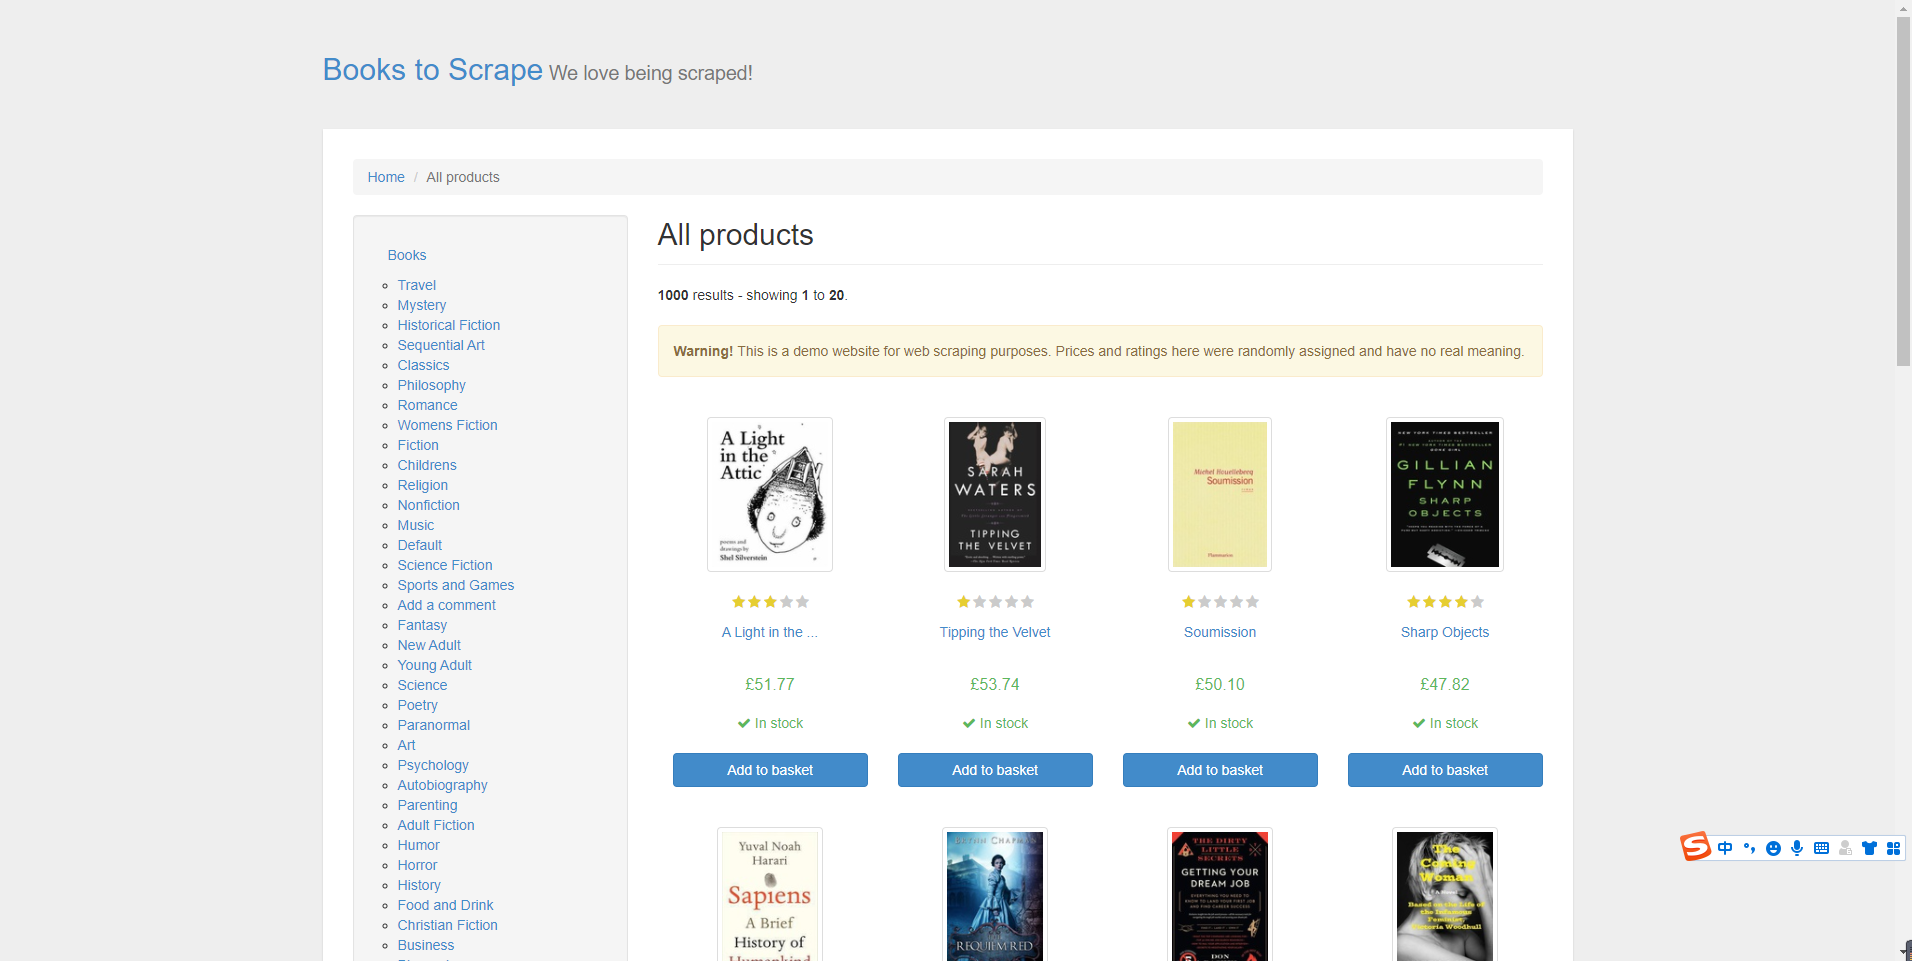 Books to Scrape We love being scraped!
Home / All products
Books
Travel
Mystery
Historical Fiction
Sequential Art
Classics
Philosophy
Romance
Womens Fiction
Fiction
Childrens
Religion
Nonfiction
Music
Default
Science Fiction
Sports and Games
Add a comment
Fantasy
New Adult
Young Adult
Science
Poetry
Paranormal
Art
Psychology
Autobiography
Parenting
Adult Fiction
Humor
Horror
History
Food and Drink
Christian Fiction
Business
All products
1000 results - showing 1 to 20.
Warning! This is a demo website for web scraping purposes. Prices and ratings here were randomly assigned and have no real meaning.
A Light
in the
Attic
poems and
drawings by
Shel Silverstein
SARAH
WATERS
TIPPING
THE VELVET
Michel Houellebecq
Soumission
Flammarion
NEW YORK TIMES BESTSELLER
GONE GIRL
GILLIAN
FLYNN
SHARP
OBJECTS
A Light in the ...
Tipping the Velvet
Soumission
Sharp Objects
£51.77
£53.74
£50.10
£47.82
In stock
In stock
In stock
In stock
Add to basket
Add to basket
Add to basket
Add to basket
Yuval Noah
Harari
Sapiens
A Brief
History of
Humankind
REQUIEM RED
THE DIRTY
LITTLE
SECRETS
GETTING YOUR
DREAM JOB
DON
The
Coming
Woman
Based on the Life of
the Infamous
Feminist,
Victoria Woodhull
S 中